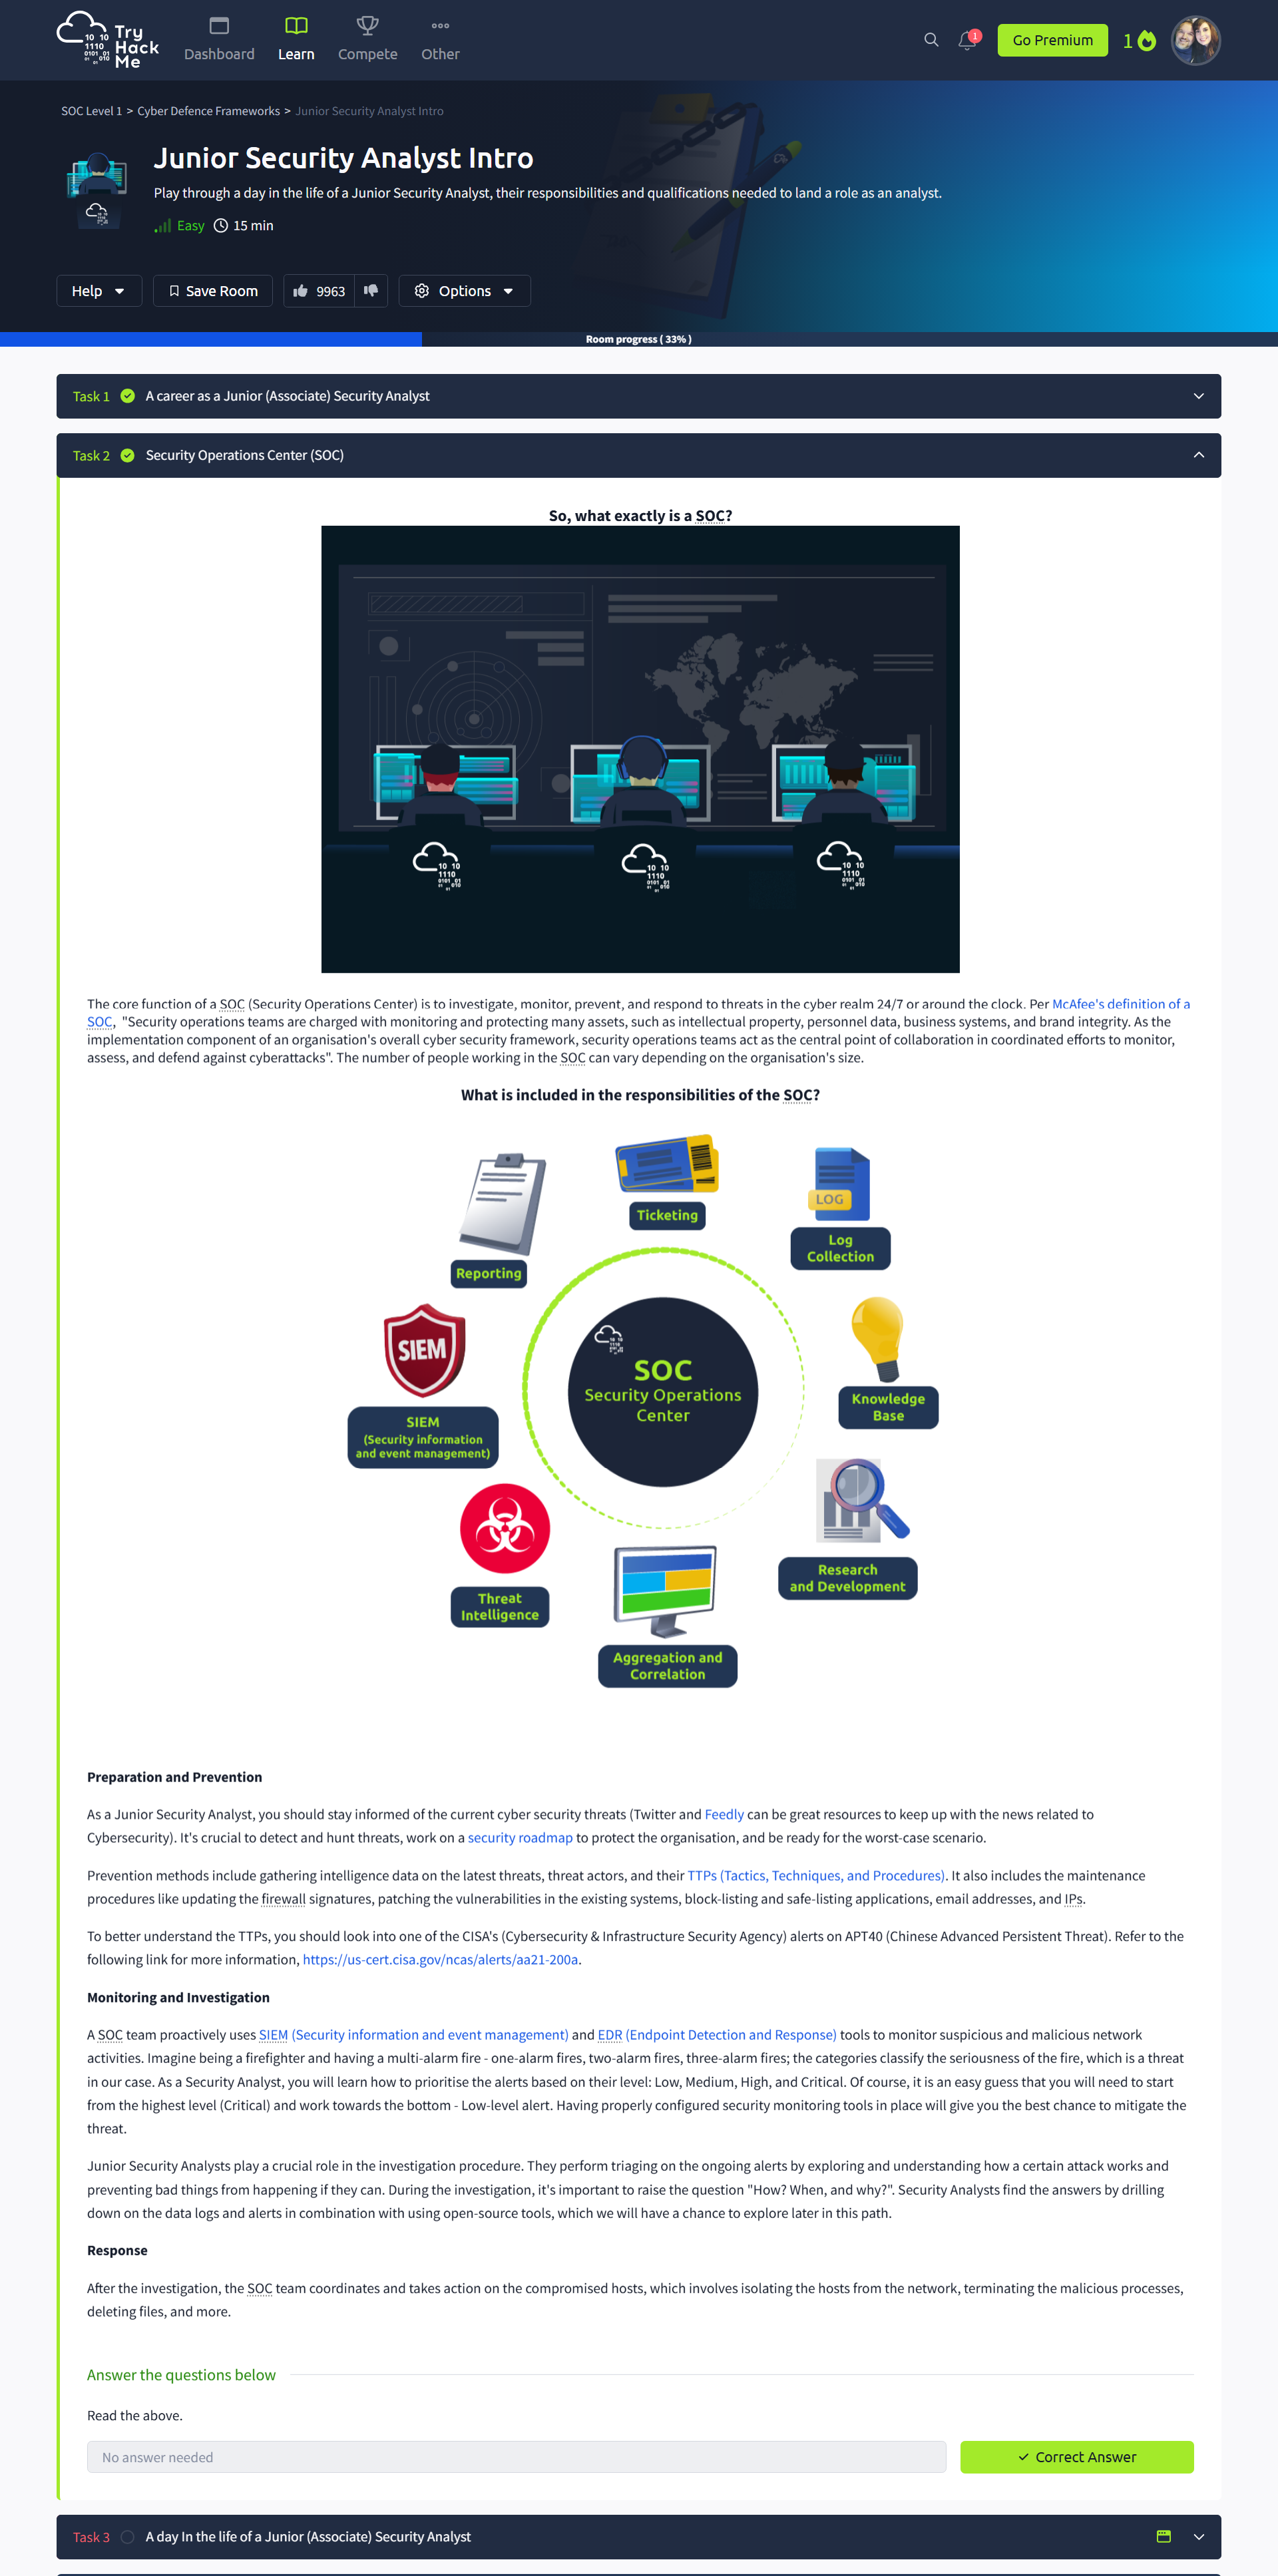 Try
Hack
Me
Dashboard
Learn
Compete
Other
1
Go Premium
1
SOC Level 1 > Cyber Defence Frameworks > Junior Security Analyst Intro
Junior Security Analyst Intro
Play through a day in the life of a Junior Security Analyst, their responsibilities and qualifications needed to land a role as an analyst.
Easy 15 min
Help
Save Room
9963
Options
Room progress ( 33% )
Task 1 A career as a Junior (Associate) Security Analyst
Task 2 Security Operations Center (SOC)
So, what exactly is a SOC?
The core function of a SOC (Security Operations Center) is to investigate, monitor, prevent, and respond to threats in the cyber realm 24/7 or around the clock. Per McAfee's definition of a
SOC, "Security operations teams are charged with monitoring and protecting many assets, such as intellectual property, personnel data, business systems, and brand integrity. As the
implementation component of an organisation's overall cyber security framework, security operations teams act as the central point of collaboration in coordinated efforts to monitor,
assess, and defend against cyberattacks". The number of people working in the SOC can vary depending on the organisation's size.
What is included in the responsibilities of the SOC?
Ticketing
LOG
Log
Collection
Reporting
SIEM
SOC
Security Operations
Center
Knowledge
Base
SIEM
(Security information
and event management)
Research
and Development
Threat
Intelligence
Aggregation and
Correlation
Preparation and Prevention
As a Junior Security Analyst, you should stay informed of the current cyber security threats (Twitter and Feedly can be great resources to keep up with the news related to
Cybersecurity). It's crucial to detect and hunt threats, work on a security roadmap to protect the organisation, and be ready for the worst-case scenario.
Prevention methods include gathering intelligence data on the latest threats, threat actors, and their TTPs (Tactics, Techniques, and Procedures). It also includes the maintenance
procedures like updating the firewall signatures, patching the vulnerabilities in the existing systems, block-listing and safe-listing applications, email addresses, and IPs.
To better understand the TTPs, you should look into one of the CISA's (Cybersecurity & Infrastructure Security Agency) alerts on APT40 (Chinese Advanced Persistent Threat). Refer to the
following link for more information, https://us-cert.cisa.gov/ncas/alerts/aa21-200a.
Monitoring and Investigation
A SOC team proactively uses SIEM (Security information and event management) and EDR (Endpoint Detection and Response) tools to monitor suspicious and malicious network
activities. Imagine being a firefighter and having a multi-alarm fire - one-alarm fires, two-alarm fires, three-alarm fires; the categories classify the seriousness of the fire, which is a threat
in our case. As a Security Analyst, you will learn how to prioritise the alerts based on their level: Low, Medium, High, and Critical. Of course, it is an easy guess that you will need to start
from the highest level (Critical) and work towards the bottom - Low-level alert. Having properly configured security monitoring tools in place will give you the best chance to mitigate the
threat.
Junior Security Analysts play a crucial role in the investigation procedure. They perform triaging on the ongoing alerts by exploring and understanding how a certain attack works and
preventing bad things from happening if they can. During the investigation, it's important to raise the question "How? When, and why?". Security Analysts find the answers by drilling
down on the data logs and alerts in combination with using open-source tools, which we will have a chance to explore later in this path.
Response
After the investigation, the SOC team coordinates and takes action on the compromised hosts, which involves isolating the hosts from the network, terminating the malicious processes,
deleting files, and more.
Answer the questions below
Read the above.
No answer needed
Correct Answer
Task 3 A day In the life of a Junior (Associate) Security Analyst